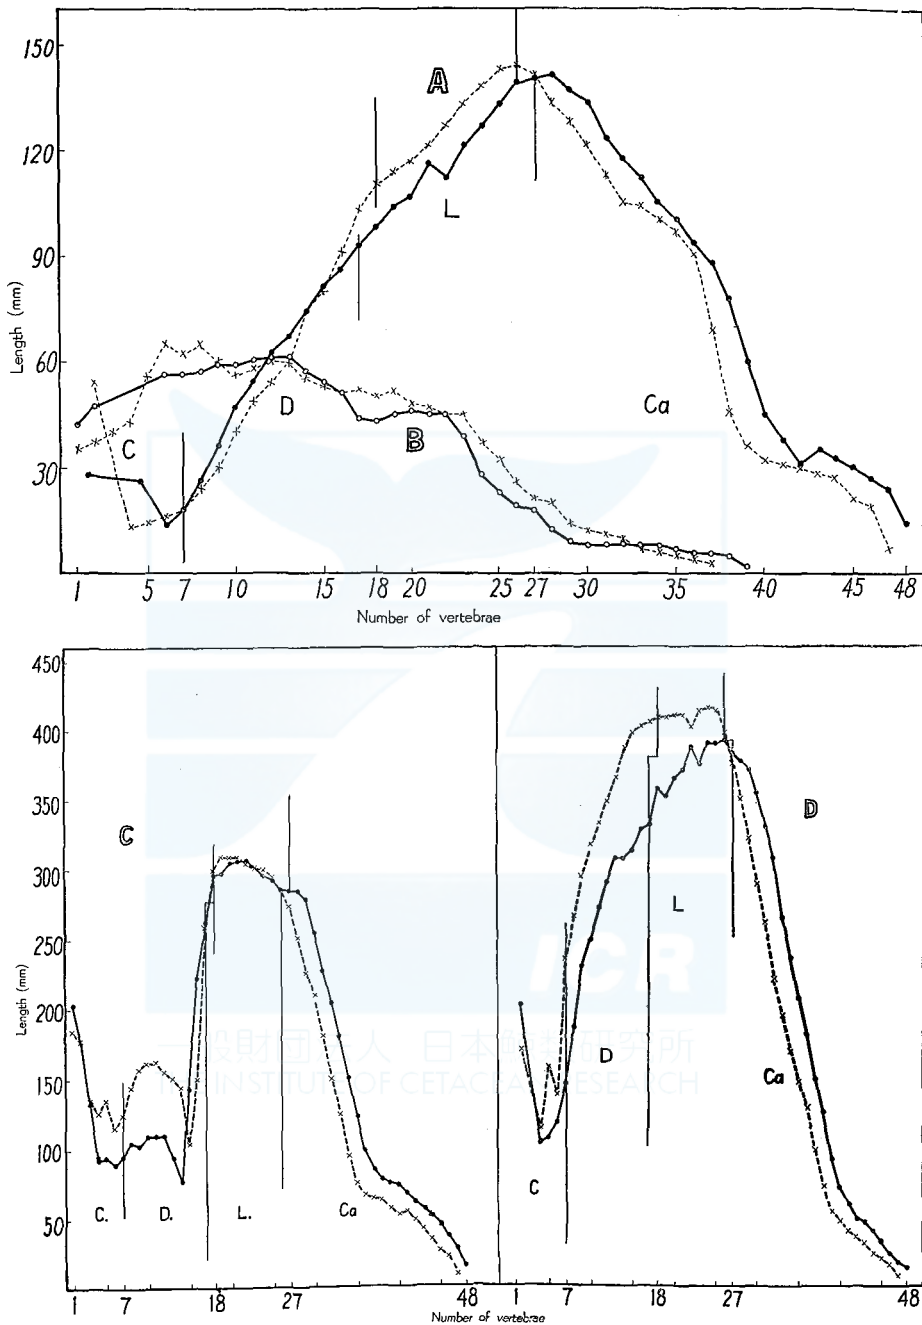 150
A
120
L
Length (mm)
90
60
D
Ca
C
B
30
1 5 7 10 15 18 20 25 27 30 35 40 45 48
Number of vertebrae
450
400
350
D
C
300
L
250
ICR
Length (mm)
200
一般財団法人 日本鯨類研究所
D
THE INSTITUTE OF CETACEAN RESEARCH
150
Ca
100
C
C. D. L. Ca
50
1 7 18 27 48 1 7 18 27 48
Number of vertebrae